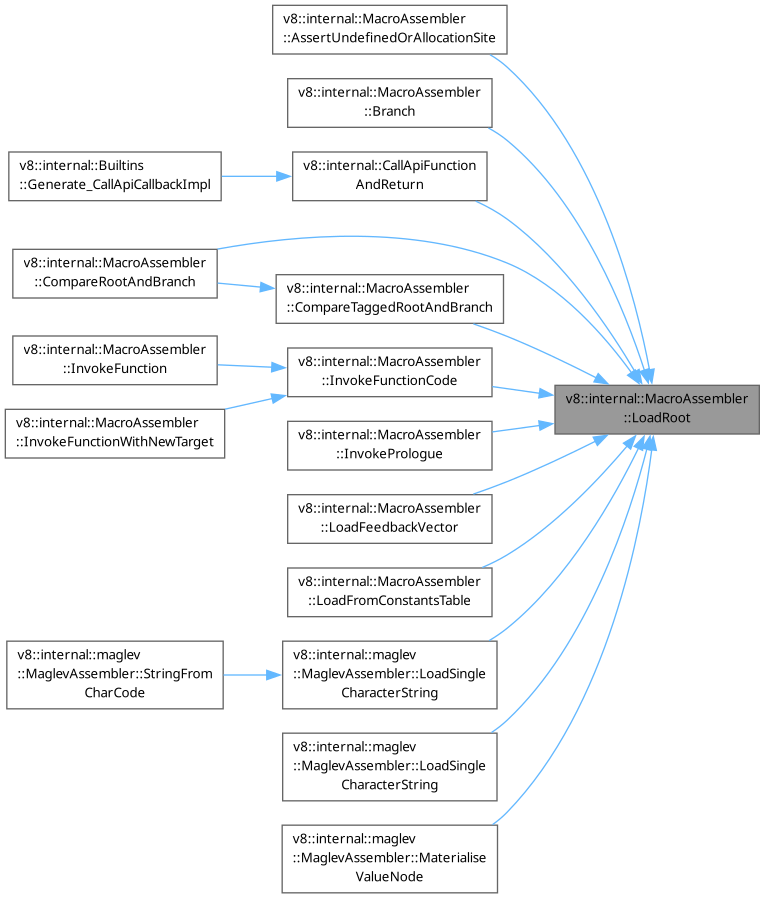 v8::internal::MacroAssembler
::AssertUndefinedOrAllocationSite
v8::internal::MacroAssembler
::Branch
v8::internal::Builtins
::Generate_CallApiCallbackImpl
v8::internal::CallApiFunction
AndReturn
v8::internal::MacroAssembler
::CompareRootAndBranch
v8::internal::MacroAssembler
::CompareTaggedRootAndBranch
v8::internal::MacroAssembler
::InvokeFunction
v8::internal::MacroAssembler
::InvokeFunctionCode
v8::internal::MacroAssembler
::LoadRoot
v8::internal::MacroAssembler
::InvokeFunctionWithNewTarget
v8::internal::MacroAssembler
::InvokePrologue
v8::internal::MacroAssembler
::LoadFeedbackVector
v8::internal::MacroAssembler
::LoadFromConstantsTable
v8::internal::maglev
::MaglevAssembler::StringFrom
CharCode
v8::internal::maglev
::MaglevAssembler::LoadSingle
CharacterString
v8::internal::maglev
::MaglevAssembler::LoadSingle
CharacterString
v8::internal::maglev
::MaglevAssembler::Materialise
ValueNode